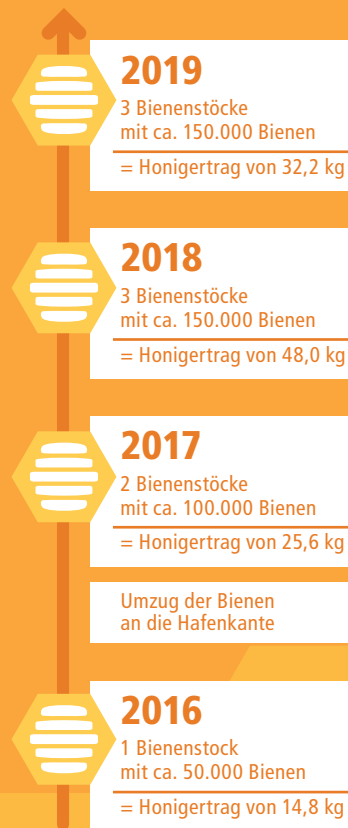 2019
3 Bienenstöcke
mit ca. 150.000 Bienen
= Honigertrag von 32,2 kg
2018
3 Bienenstöcke
mit ca. 150.000 Bienen
= Honigertrag von 48,0 kg
2017
2 Bienenstöcke
mit ca. 100.000 Bienen
= Honigertrag von 25,6 kg
Umzug der Bienen
an die Hafenkante
2016
1 Bienenstock
mit ca. 50.000 Bienen
= Honigertrag von 14,8 kg